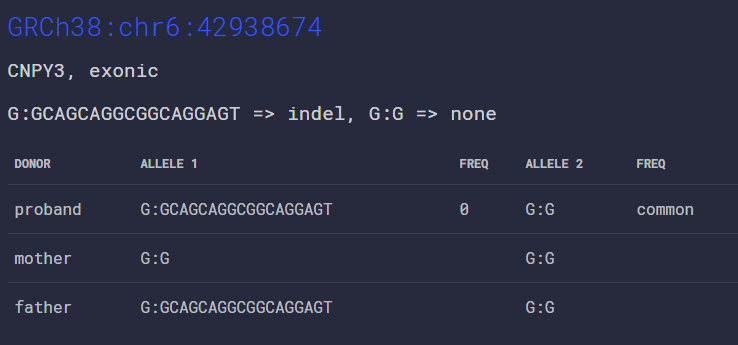 GRCh38:chr6:42938674
CNPY3, exonic
G:GCAGCAGGCGGCAGGAGT => indel, G:G => none
DONOR ALLELE 1 FREQ ALLELE 2 FREQ
proband G:GCAGCAGGCGGCAGGAGT 0 G:G common
mother G:G G:G
father G:GCAGCAGGCGGCAGGAGT G:G